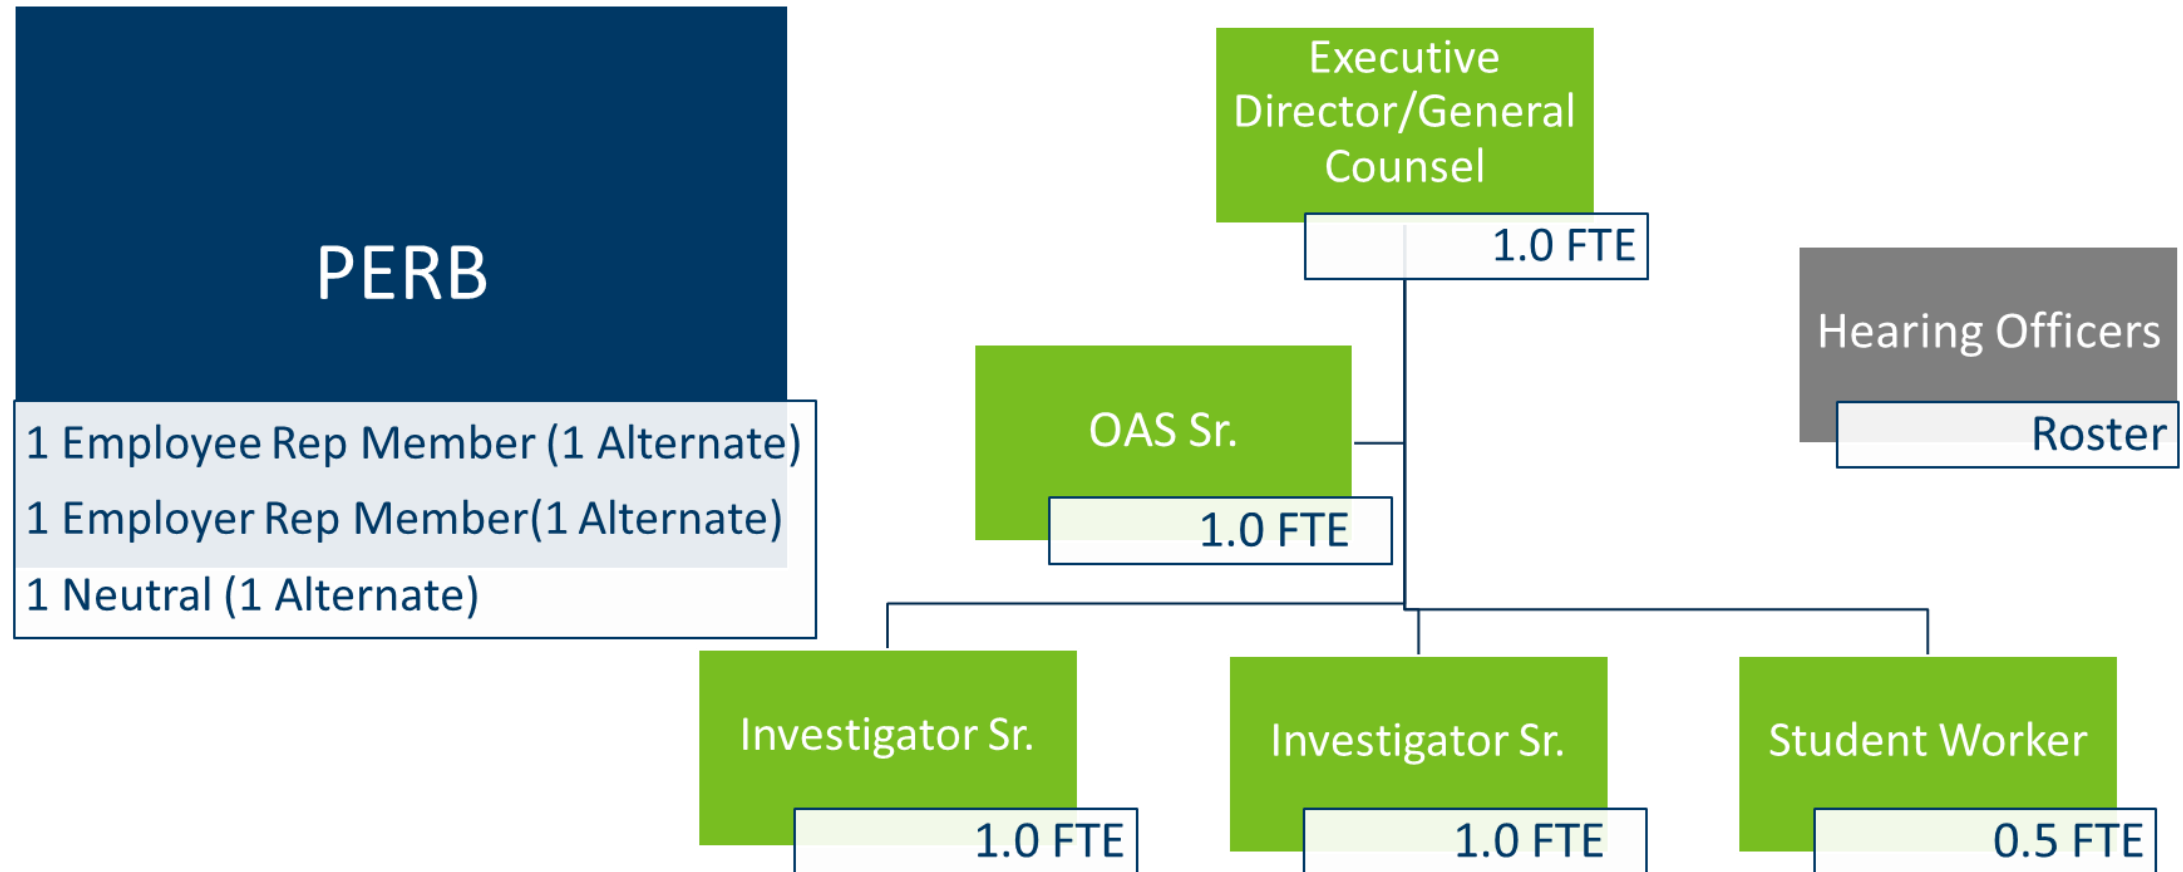 PERB
1 Employee Rep Member (1 Alternate)
1 Employer Rep Member(1 Alternate)
1 Neutral (1 Alternate)
Executive
Director/General
Counsel
1.0 FTE
Hearing Officers
Roster
OAS Sr.
1.0 FTE
Investigator Sr.
1.0 FTE
Investigator Sr.
1.0 FTE
Student Worker
0.5 FTE